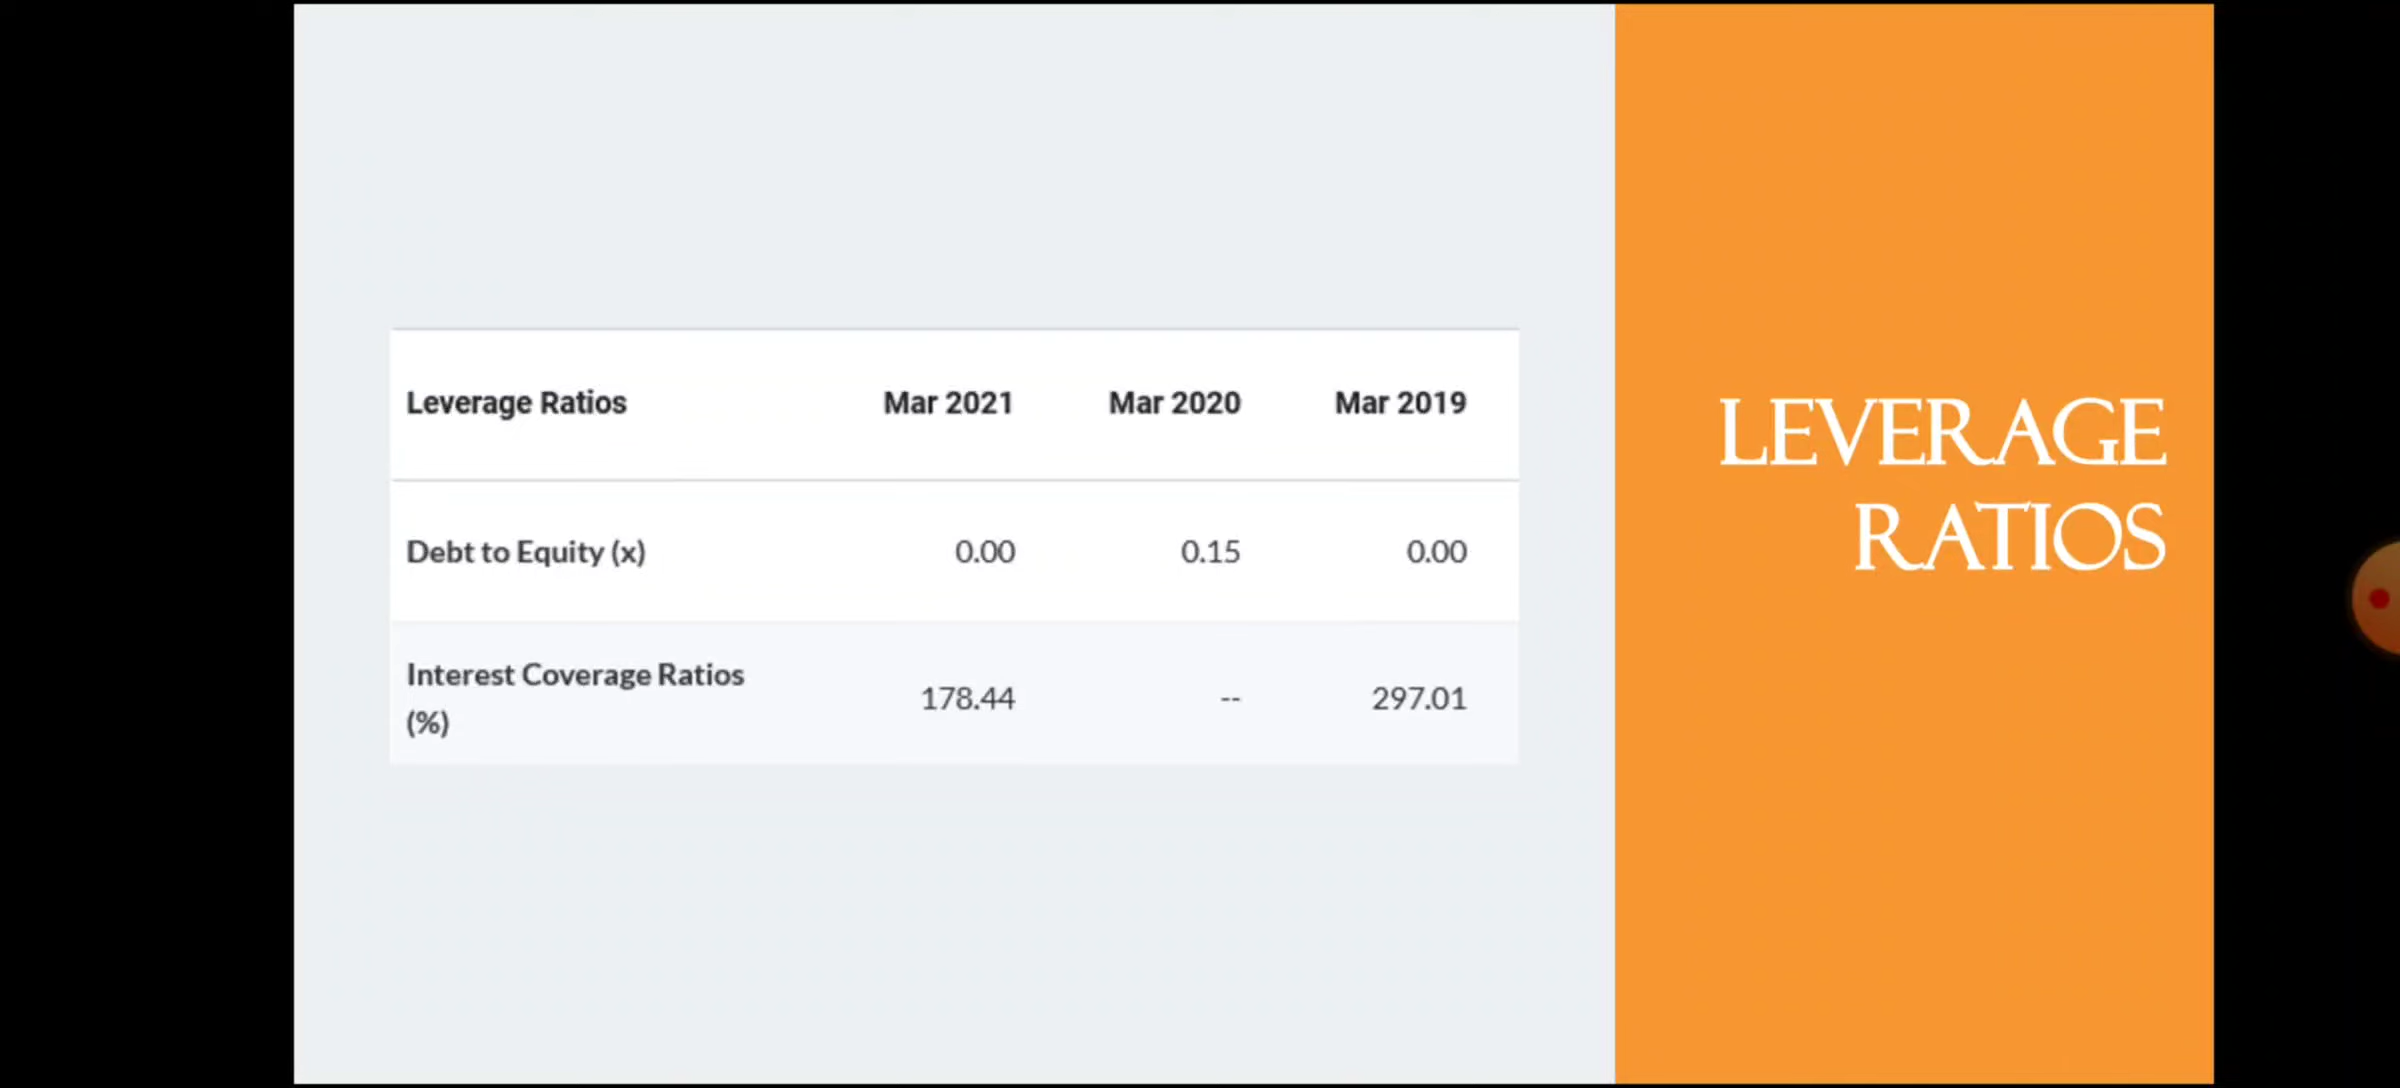 Leverage Ratios Mar 2021 Mar 2020 Mar 2019
Debt to Equity (x) 0.00 0.15 0.00
Interest Coverage Ratios
(%) 178.44 -- 297.01
LEVERAGE
RATIOS